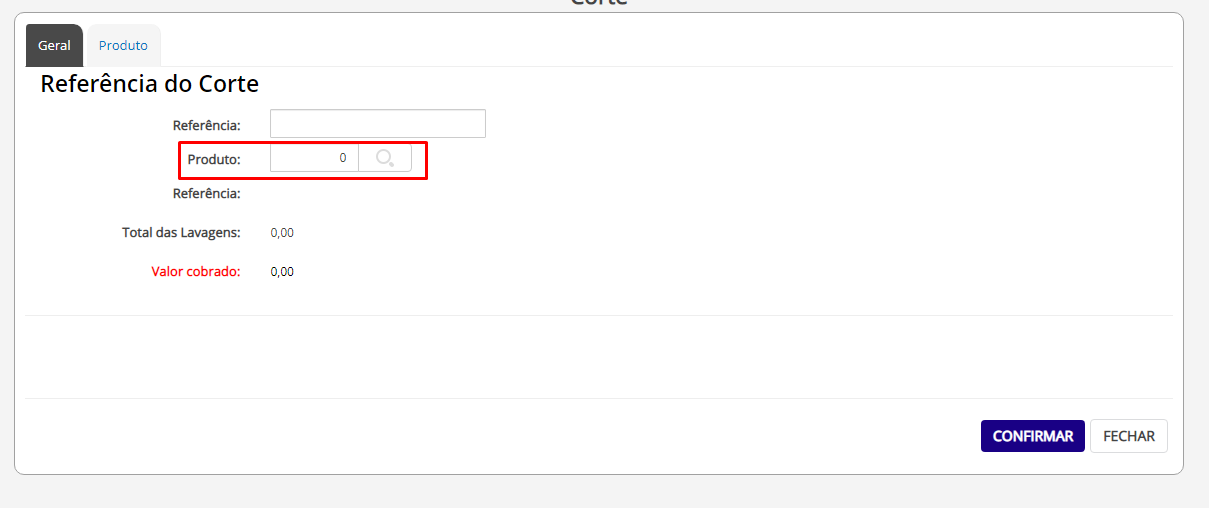 Corte
Geral
Produto
Referência do Corte
Referência:
Produto: 0
Referência:
Total das Lavagens: 0,00
Valor cobrado: 0,00
CONFIRMAR
FECHAR